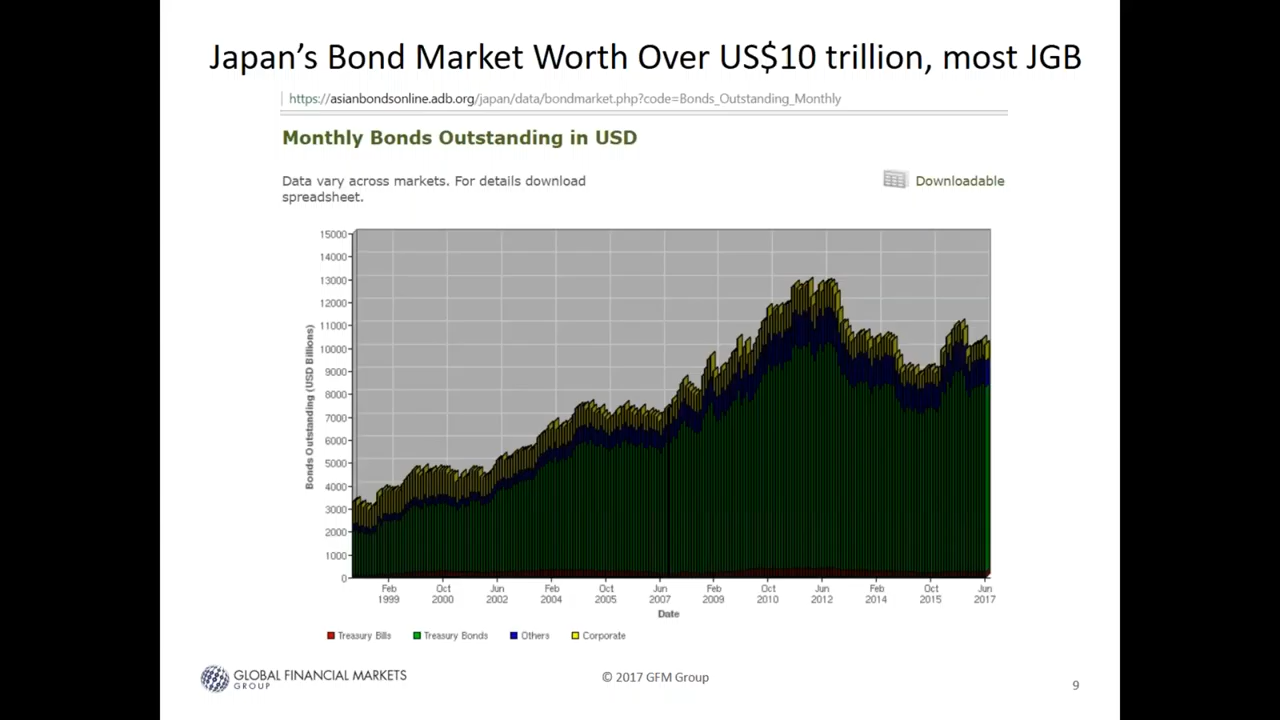 Japan's Bond Market Worth Over US$10 trillion, most JGB
https://asianbondsonline.adb.org/japan/data/bondmarket.php?code=Bonds_Outstanding_Monthly
Monthly Bonds Outstanding in USD
Data vary across markets. For details download
spreadsheet.
Downloadable
Bonds Outstanding (USD Billions)
15000
14000
13000
12000
11000
10000
9000
8000
7000
6000
5000
4000
3000
2000
1000
0
Feb Oct Jun Feb Oct Jun Feb Oct Jun Feb Oct Jun
1999 2000 2002 2004 2005 2007 2009 2010 2012 2014 2015 2017
Date
Treasury Bills Treasury Bonds Others Corporate
GLOBAL FINANCIAL MARKETS
GROUP
© 2017 GFM Group
9